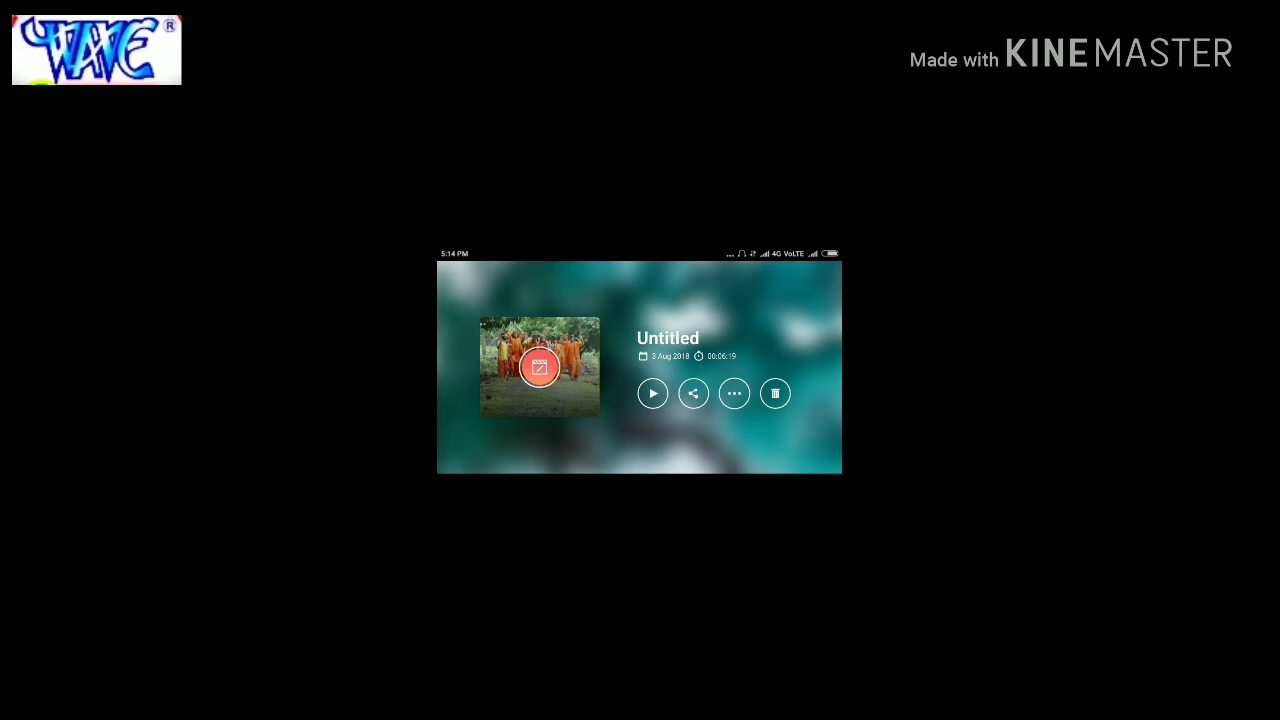 WAVE ®
Made with KINEMASTER
5:14 PM
4G VoLTE
Untitled
3 Aug 2018 00:06:19